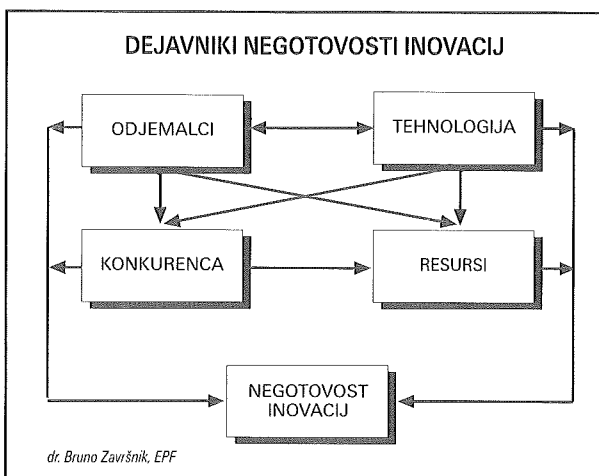 DEJAVNIKI NEGOTOVOSTI INOVACIJ
ODJEMALCI
TEHNOLOGIJA
KONKURENCA
RESURSI
NEGOTOVOST
INOVACIJ
dr. Bruno Završnik, EPF